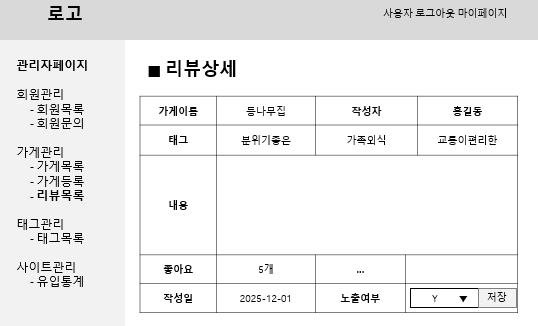 로고
사용자 로그아웃 마이페이지
관리자페이지
회원관리
- 회원목록
- 회원문의
가게관리
- 가게목록
- 가게등록
- 리뷰목록
태그관리
- 태그목록
사이트관리
- 유입통계
■ 리뷰상세
가게이름 등나무집 작성자 홍길동
태그 분위기좋은 가족외식 교통이편리한
내용
좋아요 5개 ...
작성일 2025-12-01 노출여부 Y ▼ 저장